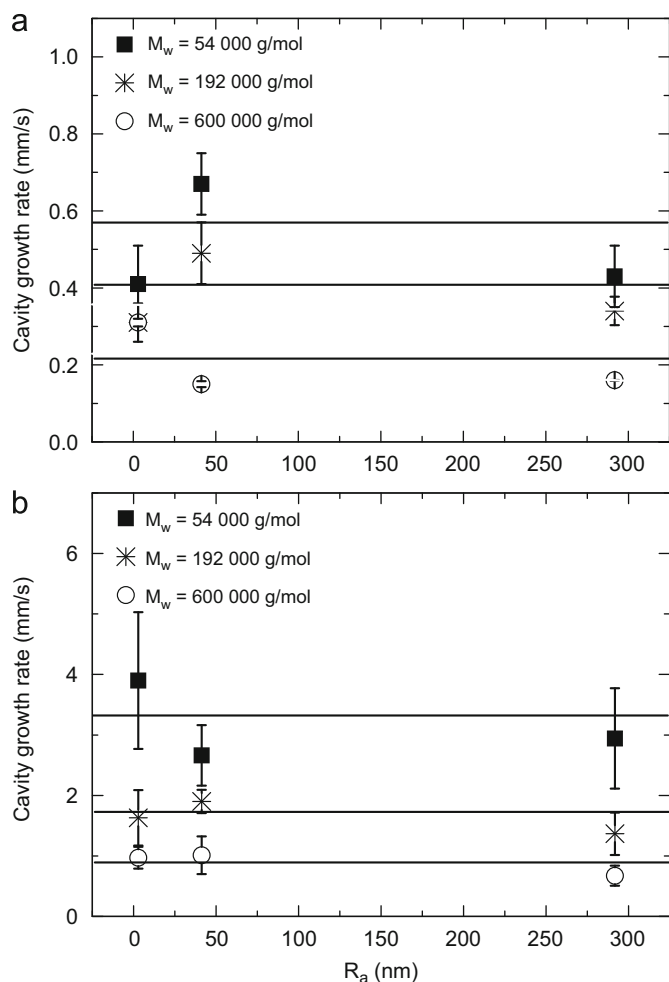 a
M_w = 54 000 g/mol
M_w = 192 000 g/mol
M_w = 600 000 g/mol
Cavity growth rate (mm/s)
1.0
0.8
0.6
0.4
0.2
0.0
0 50 100 150 200 250 300
b
M_w = 54 000 g/mol
M_w = 192 000 g/mol
M_w = 600 000 g/mol
Cavity growth rate (mm/s)
6
4
2
0
0 50 100 150 200 250 300
R_a (nm)